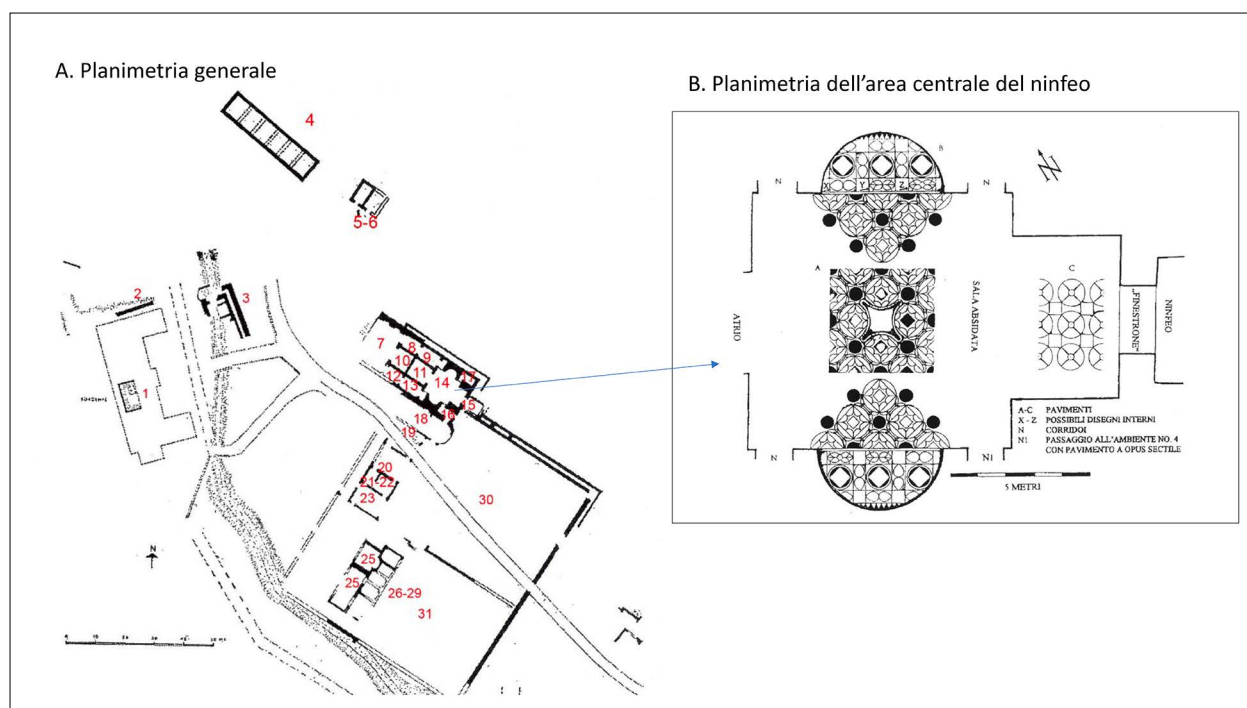 A. Planimetria generale
4
5-6
2
3
1
7
8
9
10
11
12
13
14
17
15
16
18
19
20
21-22
23
30
25
25
26-29
31
N
B. Planimetria dell’area centrale del ninfeo
B
N
N
N
X
Y
Z
A
C
ATRIO
SALA ABSIDATA
"FINESTRONE"
NINFEO
N
N1
A-C PAVIMENTI
X - Z POSSIBILI DISEGNI INTERNI
N CORRIDOI
N1 PASSAGGIO ALL'AMBIENTE NO. 4
CON PAVIMENTO A OPUS SECTILE
5 METRI